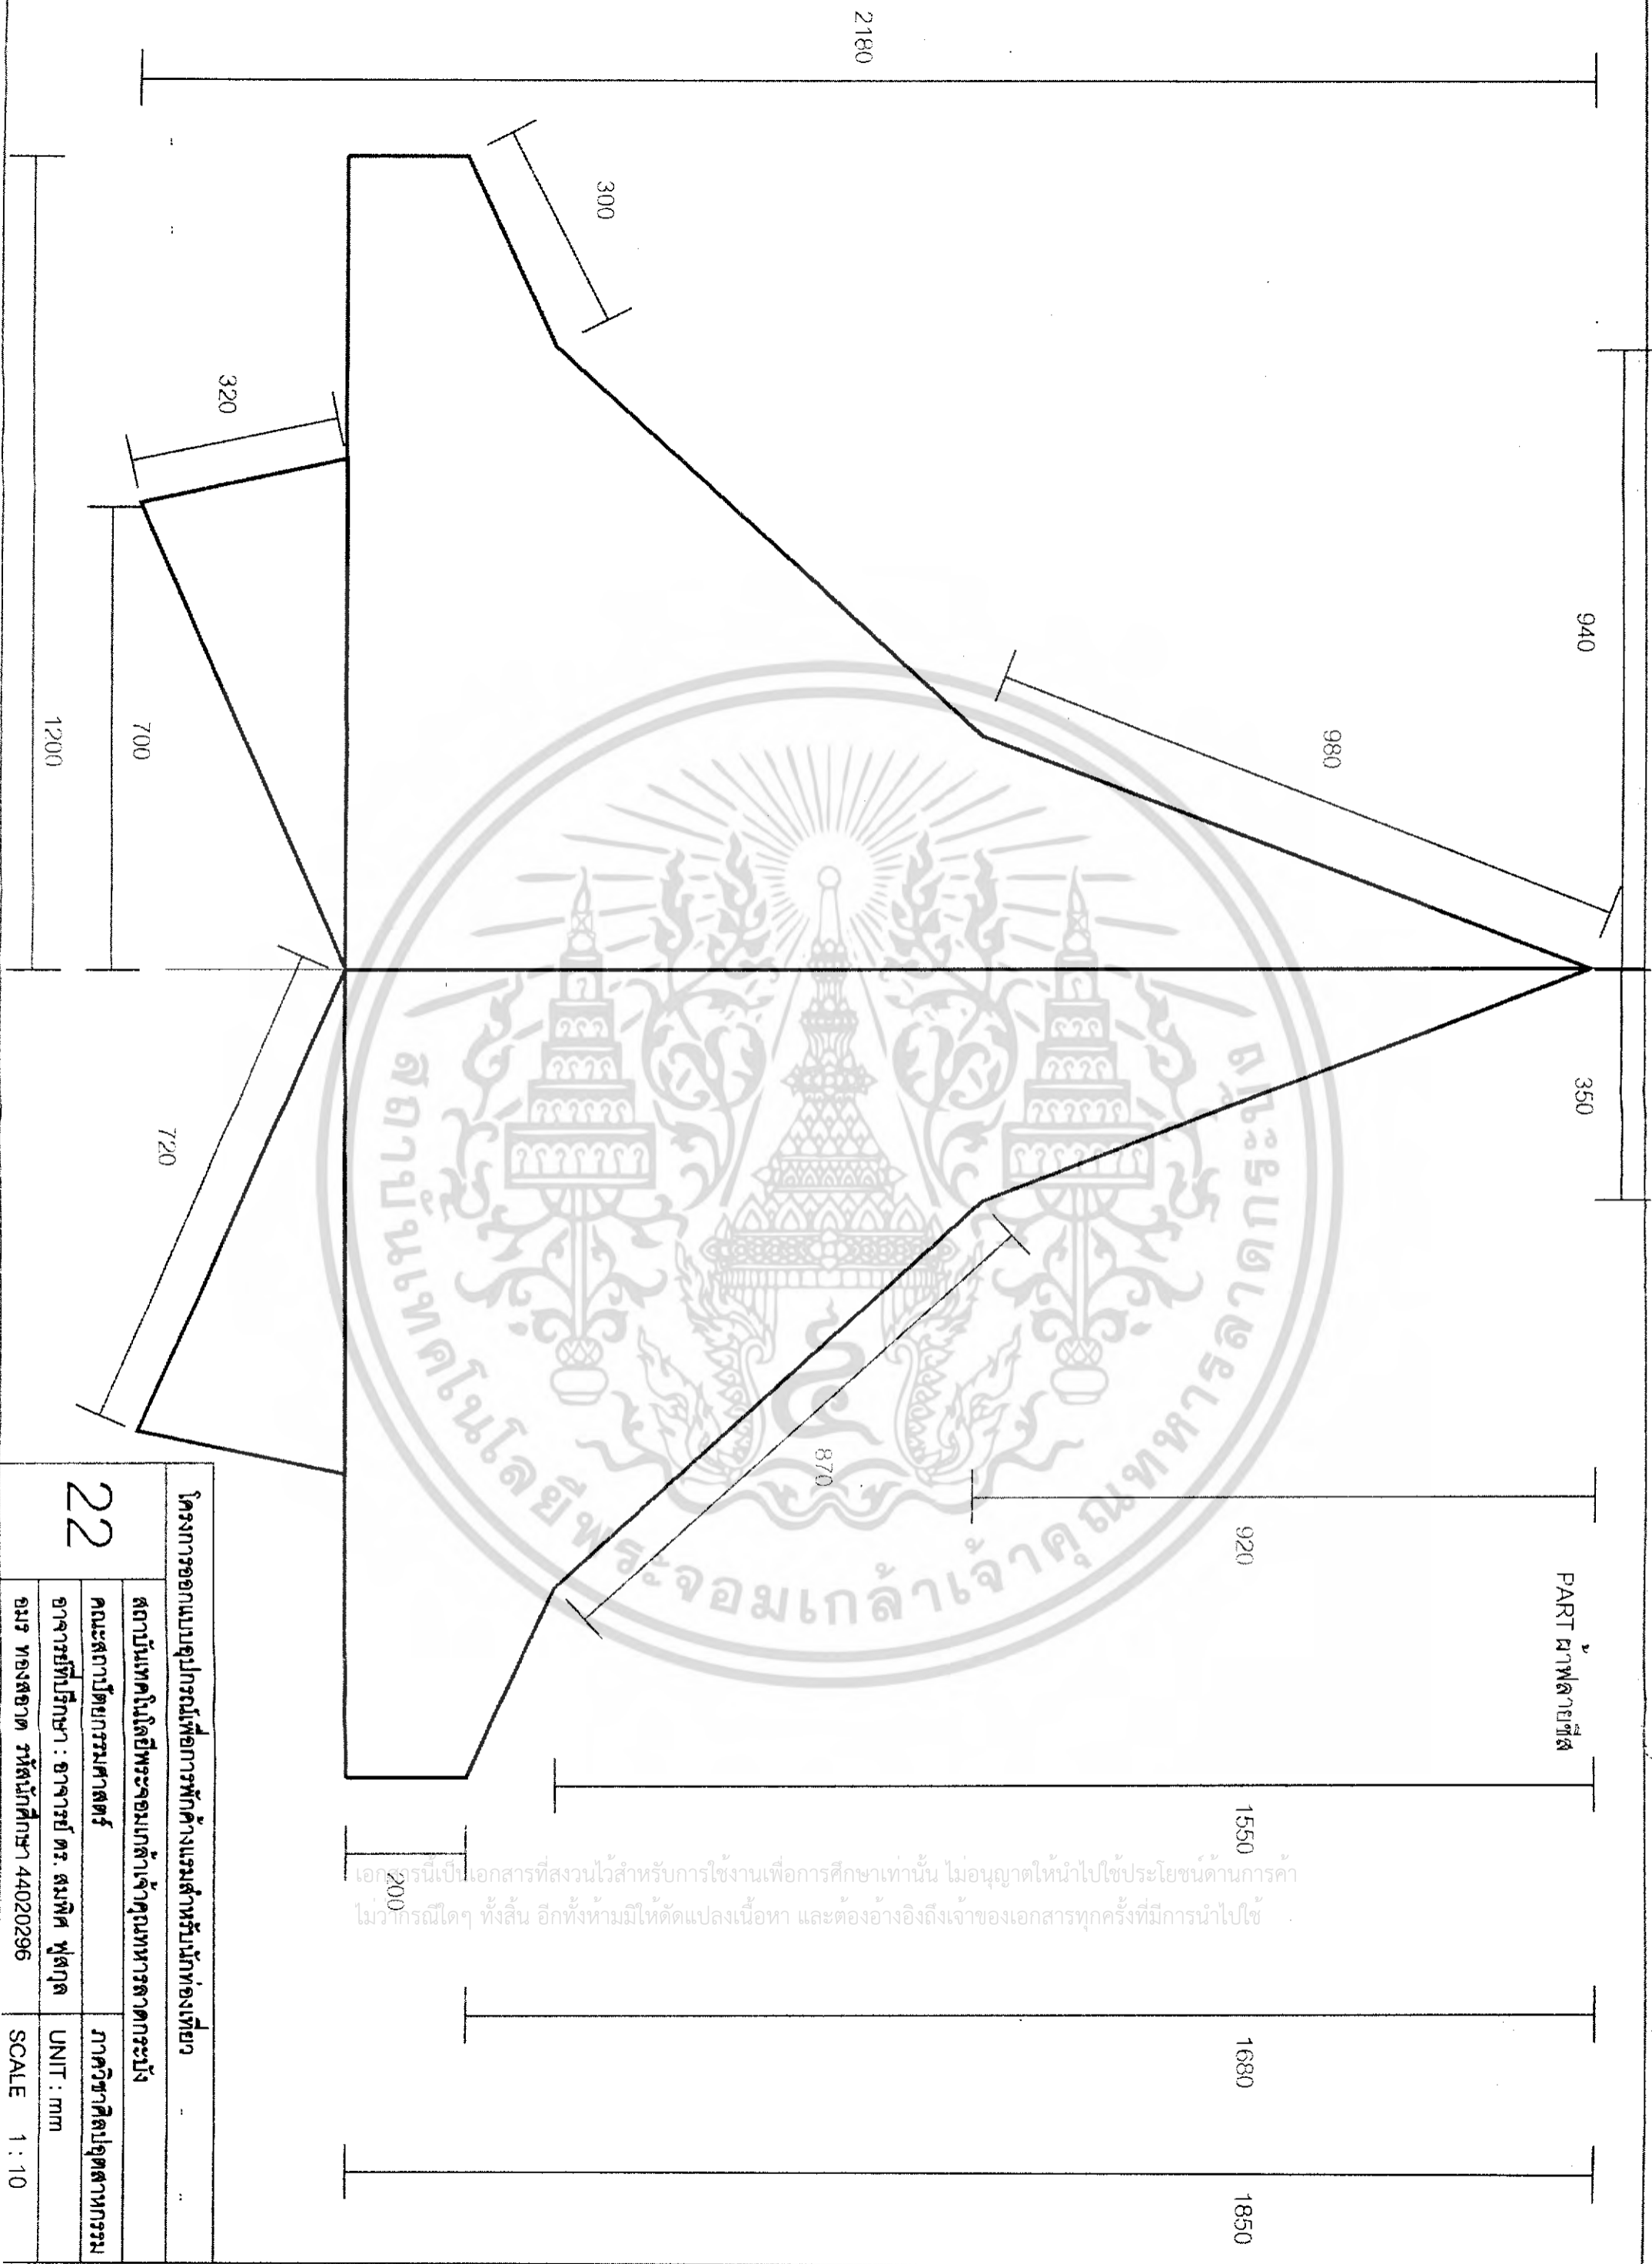 PART ผ้าฟลายชีส
2180
940
350
300
980
320
700
1200
720
870
920
1550
200
1680
1850
สถาบันเทคโนโลยีพระจอมเกล้าเจ้าคุณทหารลาดกระบัง
เอกสารนี้เป็นเอกสารที่สงวนไว้สำหรับการใช้งานเพื่อการศึกษาเท่านั้น ไม่อนุญาตให้นำไปใช้ประโยชน์ด้านการค้า
ไม่ว่ากรณีใดๆ ทั้งสิ้น อีกทั้งห้ามมิให้ดัดแปลงเนื้อหา และต้องอ้างอิงถึงเจ้าของเอกสารทุกครั้งที่มีการนำไปใช้
โครงการออกแบบอุปกรณ์เพื่อการพักค้างแรมสำหรับนักท่องเที่ยว
สถาบันเทคโนโลยีพระจอมเกล้าเจ้าคุณทหารลาดกระบัง
22
คณะสถาปัตยกรรมศาสตร์ ภาควิชาศิลปอุตสาหกรรม
อาจารย์ที่ปรึกษา : อาจารย์ ดร. สมพิศ ฟูสกุล UNIT : mm
อมร ทองสอาด รหัสนักศึกษา 44020296 SCALE 1 : 10